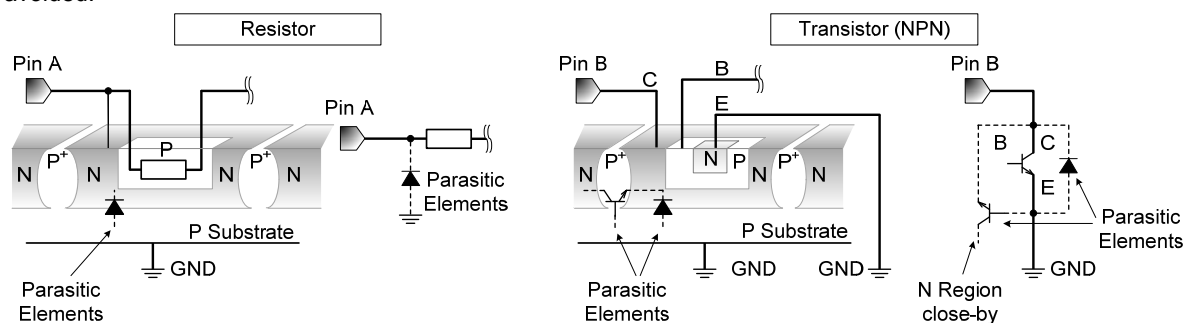 Resistor
Transistor (NPN)
Pin A
Pin A
P
N
P+
N
N
P+
N
Parasitic
Elements
P Substrate
GND
Parasitic
Elements
Pin B
C
B
E
N
P+
N
N
P
P+
N
P Substrate
GND
GND
Parasitic
Elements
Pin B
B
C
E
Parasitic
Elements
GND
N Region
close-by